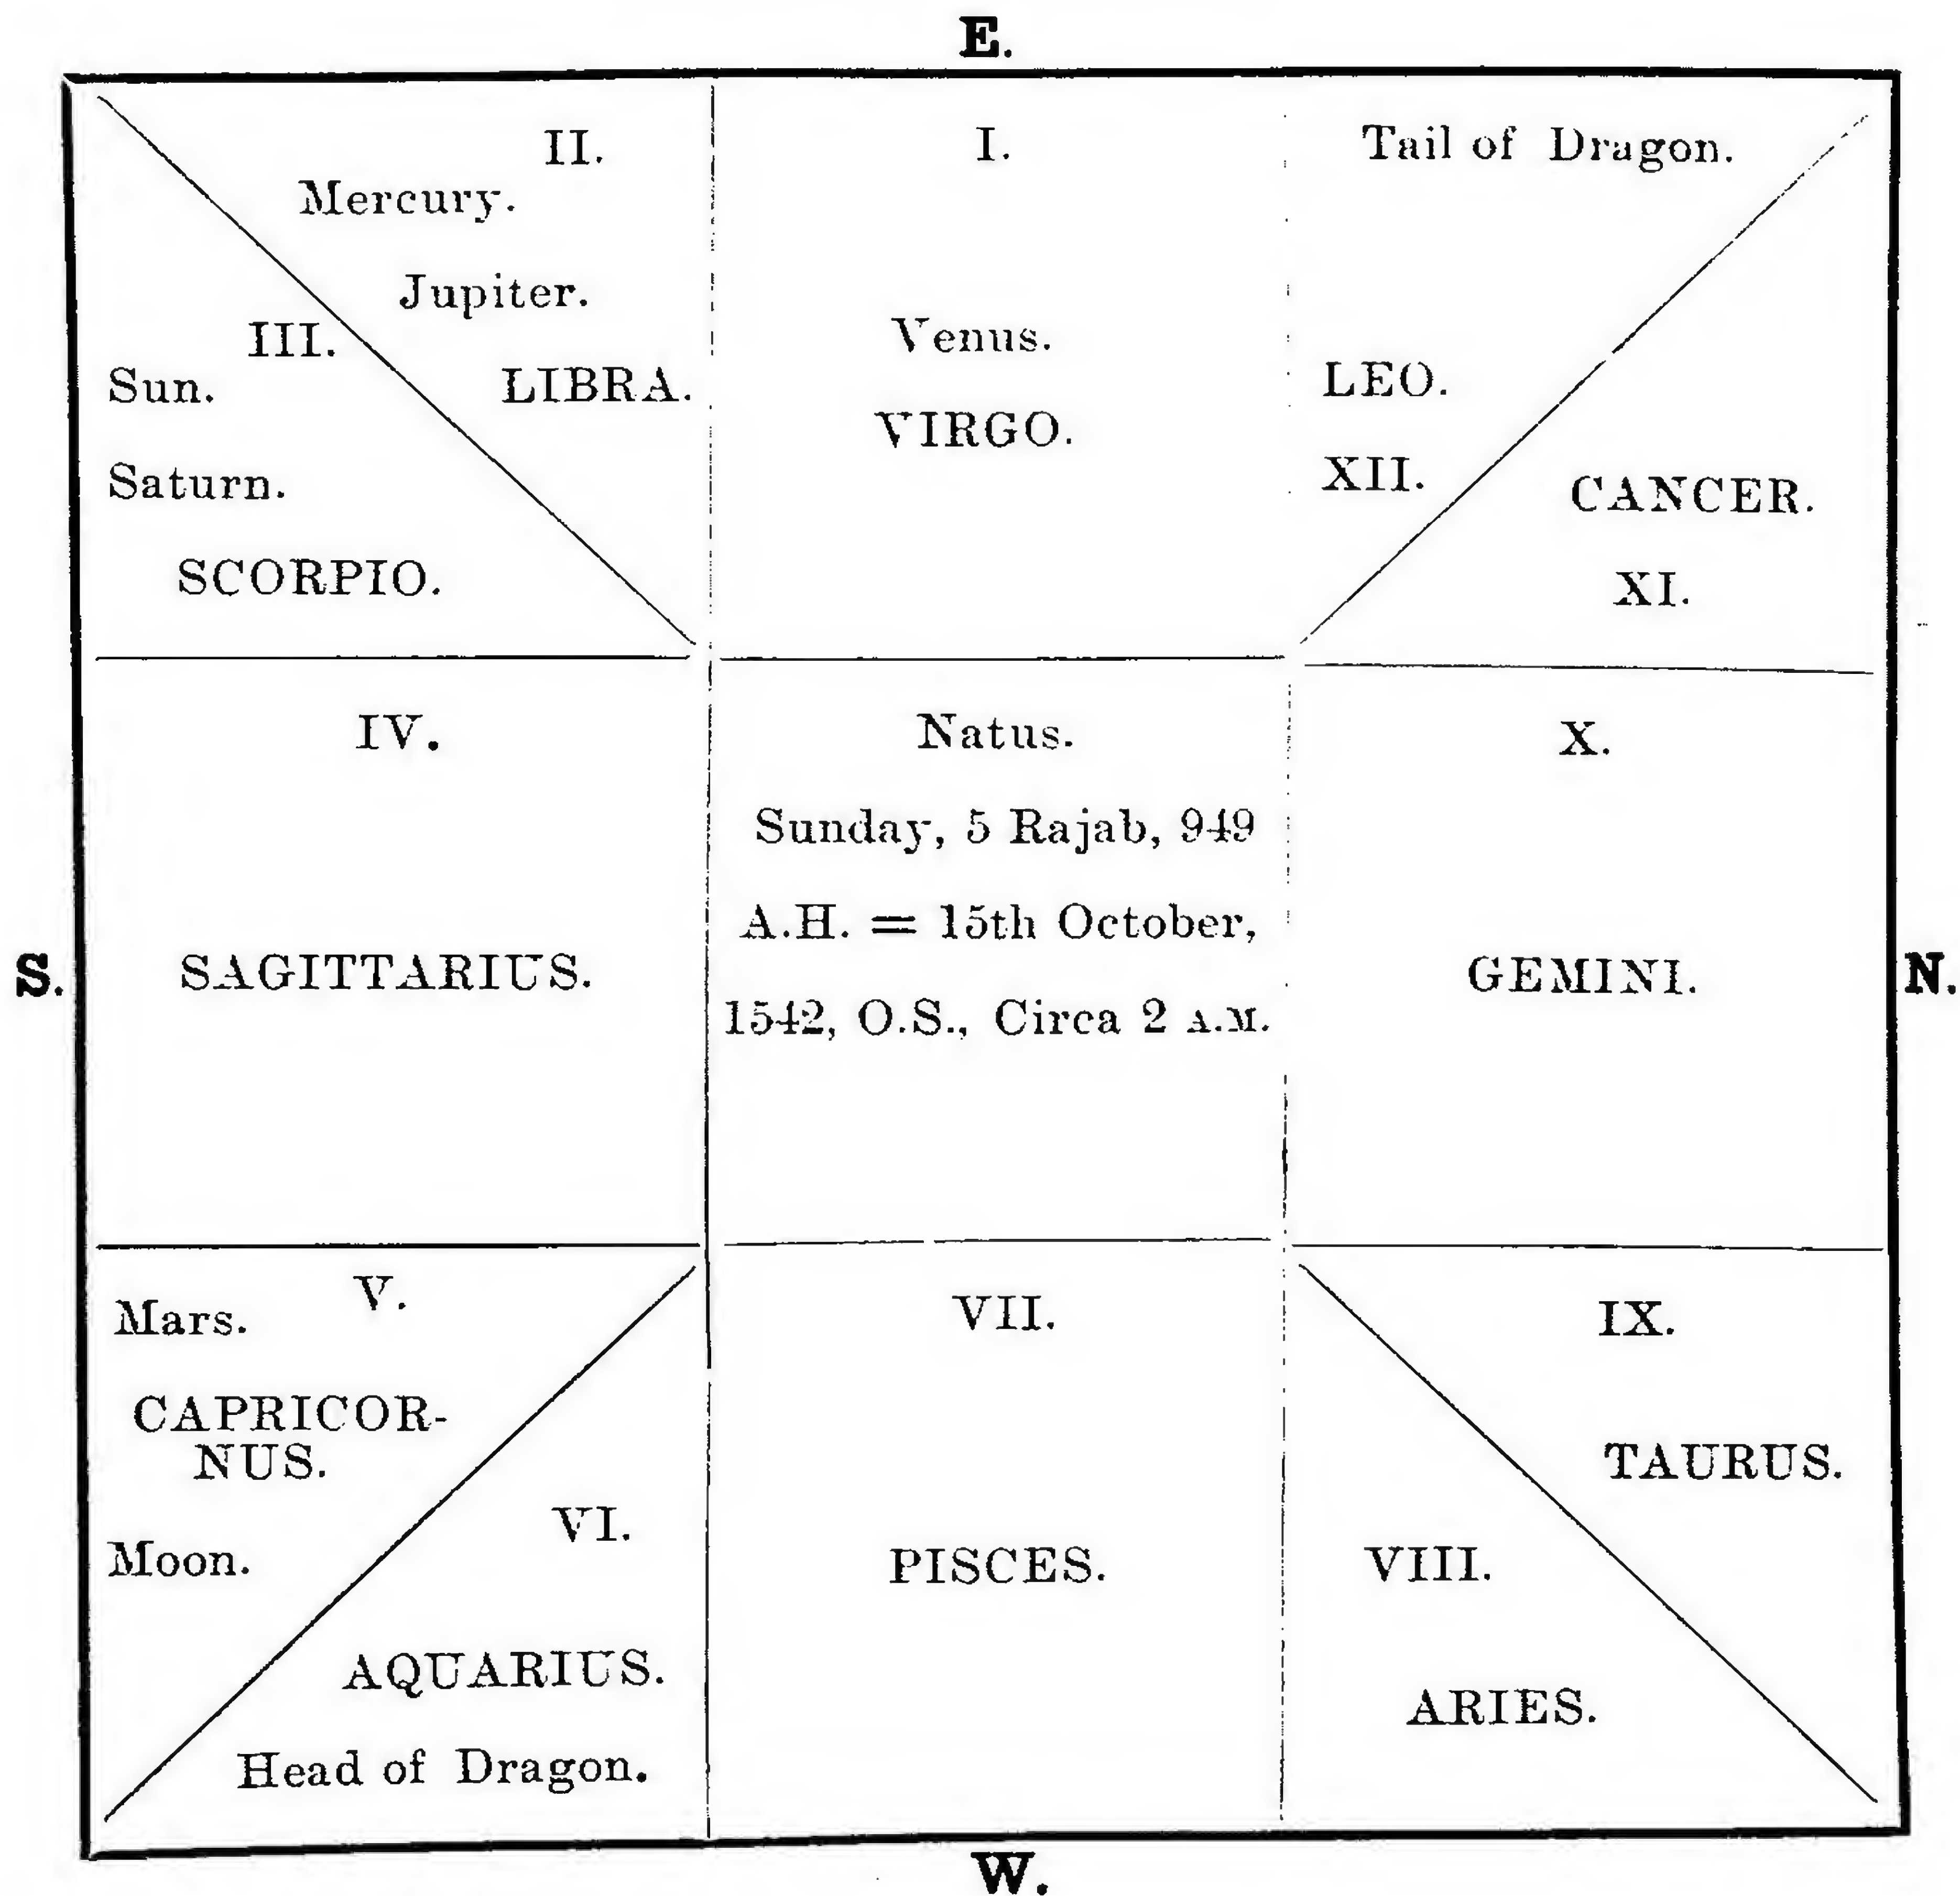 E.
II.
Mercury.
Jupiter.
LIBRA.
I.
Venus.
VIRGO.
Tail of Dragon.
LEO.
XII.
CANCER.
XI.
III.
Sun.
Saturn.
SCORPIO.
S.
IV.
SAGITTARIUS.
Natus.
Sunday, 5 Rajab, 949
A.H. = 15th October,
1542, O.S., Circa 2 A.M.
X.
GEMINI.
N.
V.
Mars.
CAPRICOR-
NUS.
Moon.
VI.
AQUARIUS.
Head of Dragon.
VII.
PISCES.
VIII.
ARIES.
IX.
TAURUS.
W.